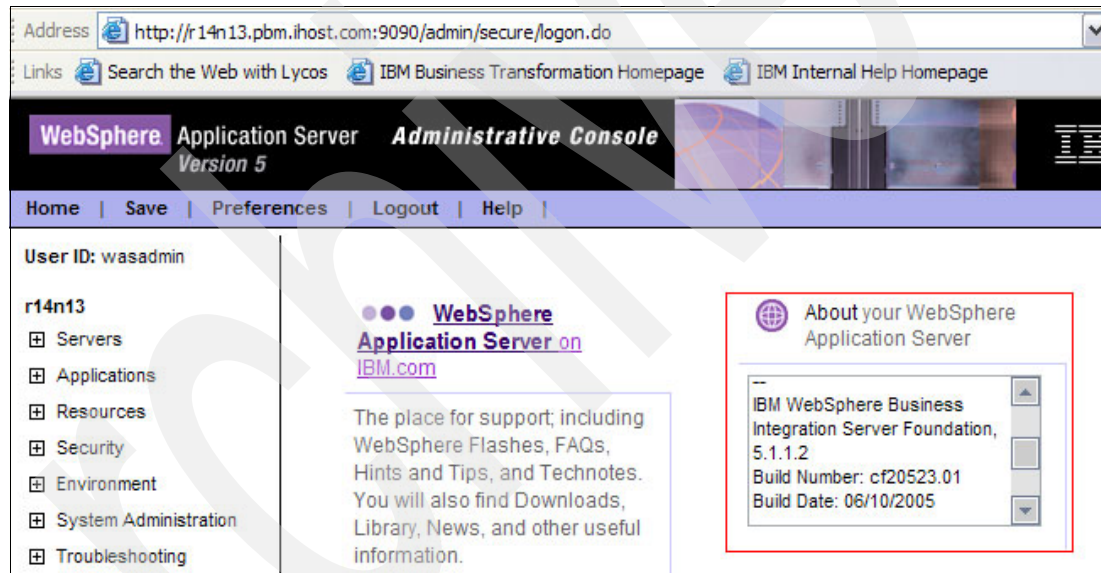 Address http://r14n13.pbm.ihost.com:9090/admin/secure/logon.do
Links Search the Web with Lycos IBM Business Transformation Homepage IBM Internal Help Homepage
WebSphere Application Server Administrative Console
Version 5
Home | Save | Preferences | Logout | Help |
User ID: wasadmin
r14n13
Servers
Applications
Resources
Security
Environment
System Administration
Troubleshooting
WebSphere
Application Server on
IBM.com
The place for support; including
WebSphere Flashes, FAQs,
Hints and Tips, and Technotes.
You will also find Downloads,
Library, News, and other useful
information.
About your WebSphere
Application Server
--
IBM WebSphere Business
Integration Server Foundation,
5.1.1.2
Build Number: cf20523.01
Build Date: 06/10/2005